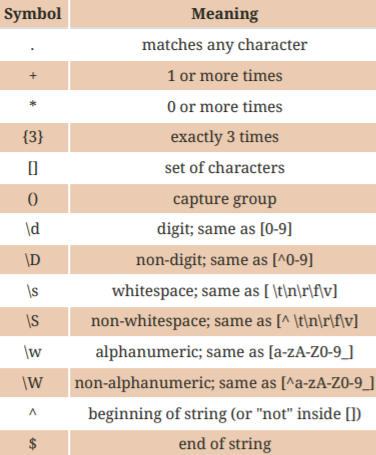 Symbol Meaning
. matches any character
+ 1 or more times
* 0 or more times
{3} exactly 3 times
[] set of characters
() capture group
\d digit; same as [0-9]
\D non-digit; same as [^0-9]
\s whitespace; same as [ \t\n\r\f\v]
\S non-whitespace; same as [^ \t\n\r\f\v]
\w alphanumeric; same as [a-zA-Z0-9_]
\W non-alphanumeric; same as [^a-zA-Z0-9_]
^ beginning of string (or "not" inside [])
$ end of string